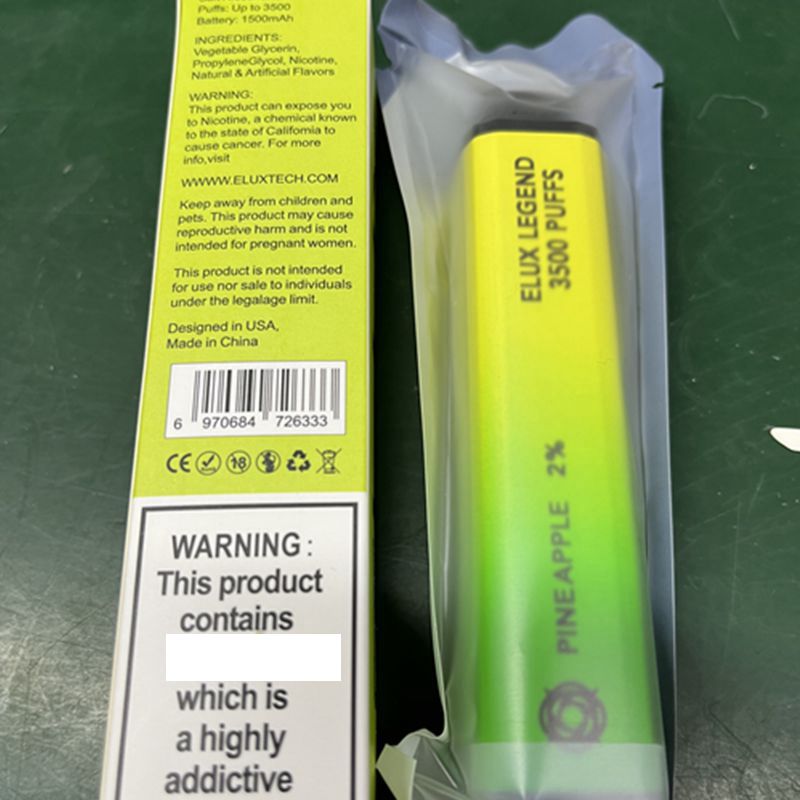 Puffs: Up to 3500
Battery: 1500mAh
INGREDIENTS:
Vegetable Glycerin,
PropyleneGlycol, Nicotine,
Natural & Artificial Flavors
WARNING:
This product can expose you
to Nicotine, a chemical known
to the state of California to
cause cancer. For more
info,visit
WWWW.ELUXTECH.COM
Keep away from children and
pets. This product may cause
reproductive harm and is not
intended for pregnant women.
This product is not intended
for use nor sale to individuals
under the legalage limit.
Designed in USA,
Made in China
6 970684 726333
CE 18
WARNING :
This product
contains
which is
a highly
addictive
ELUX LEGEND
3500 PUFFS
PINEAPPLE 2%